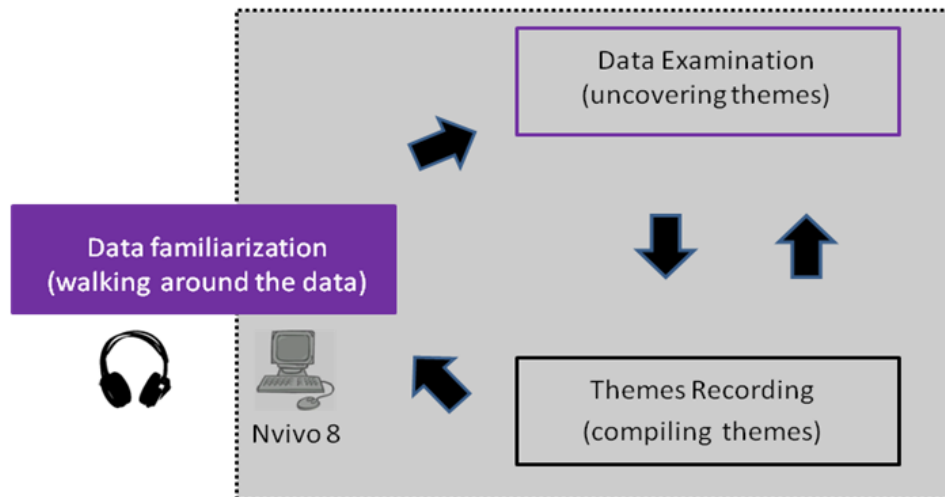 Data Examination
(uncovering themes)
Data familiarization
(walking around the data)
Nvivo 8
Themes Recording
(compiling themes)